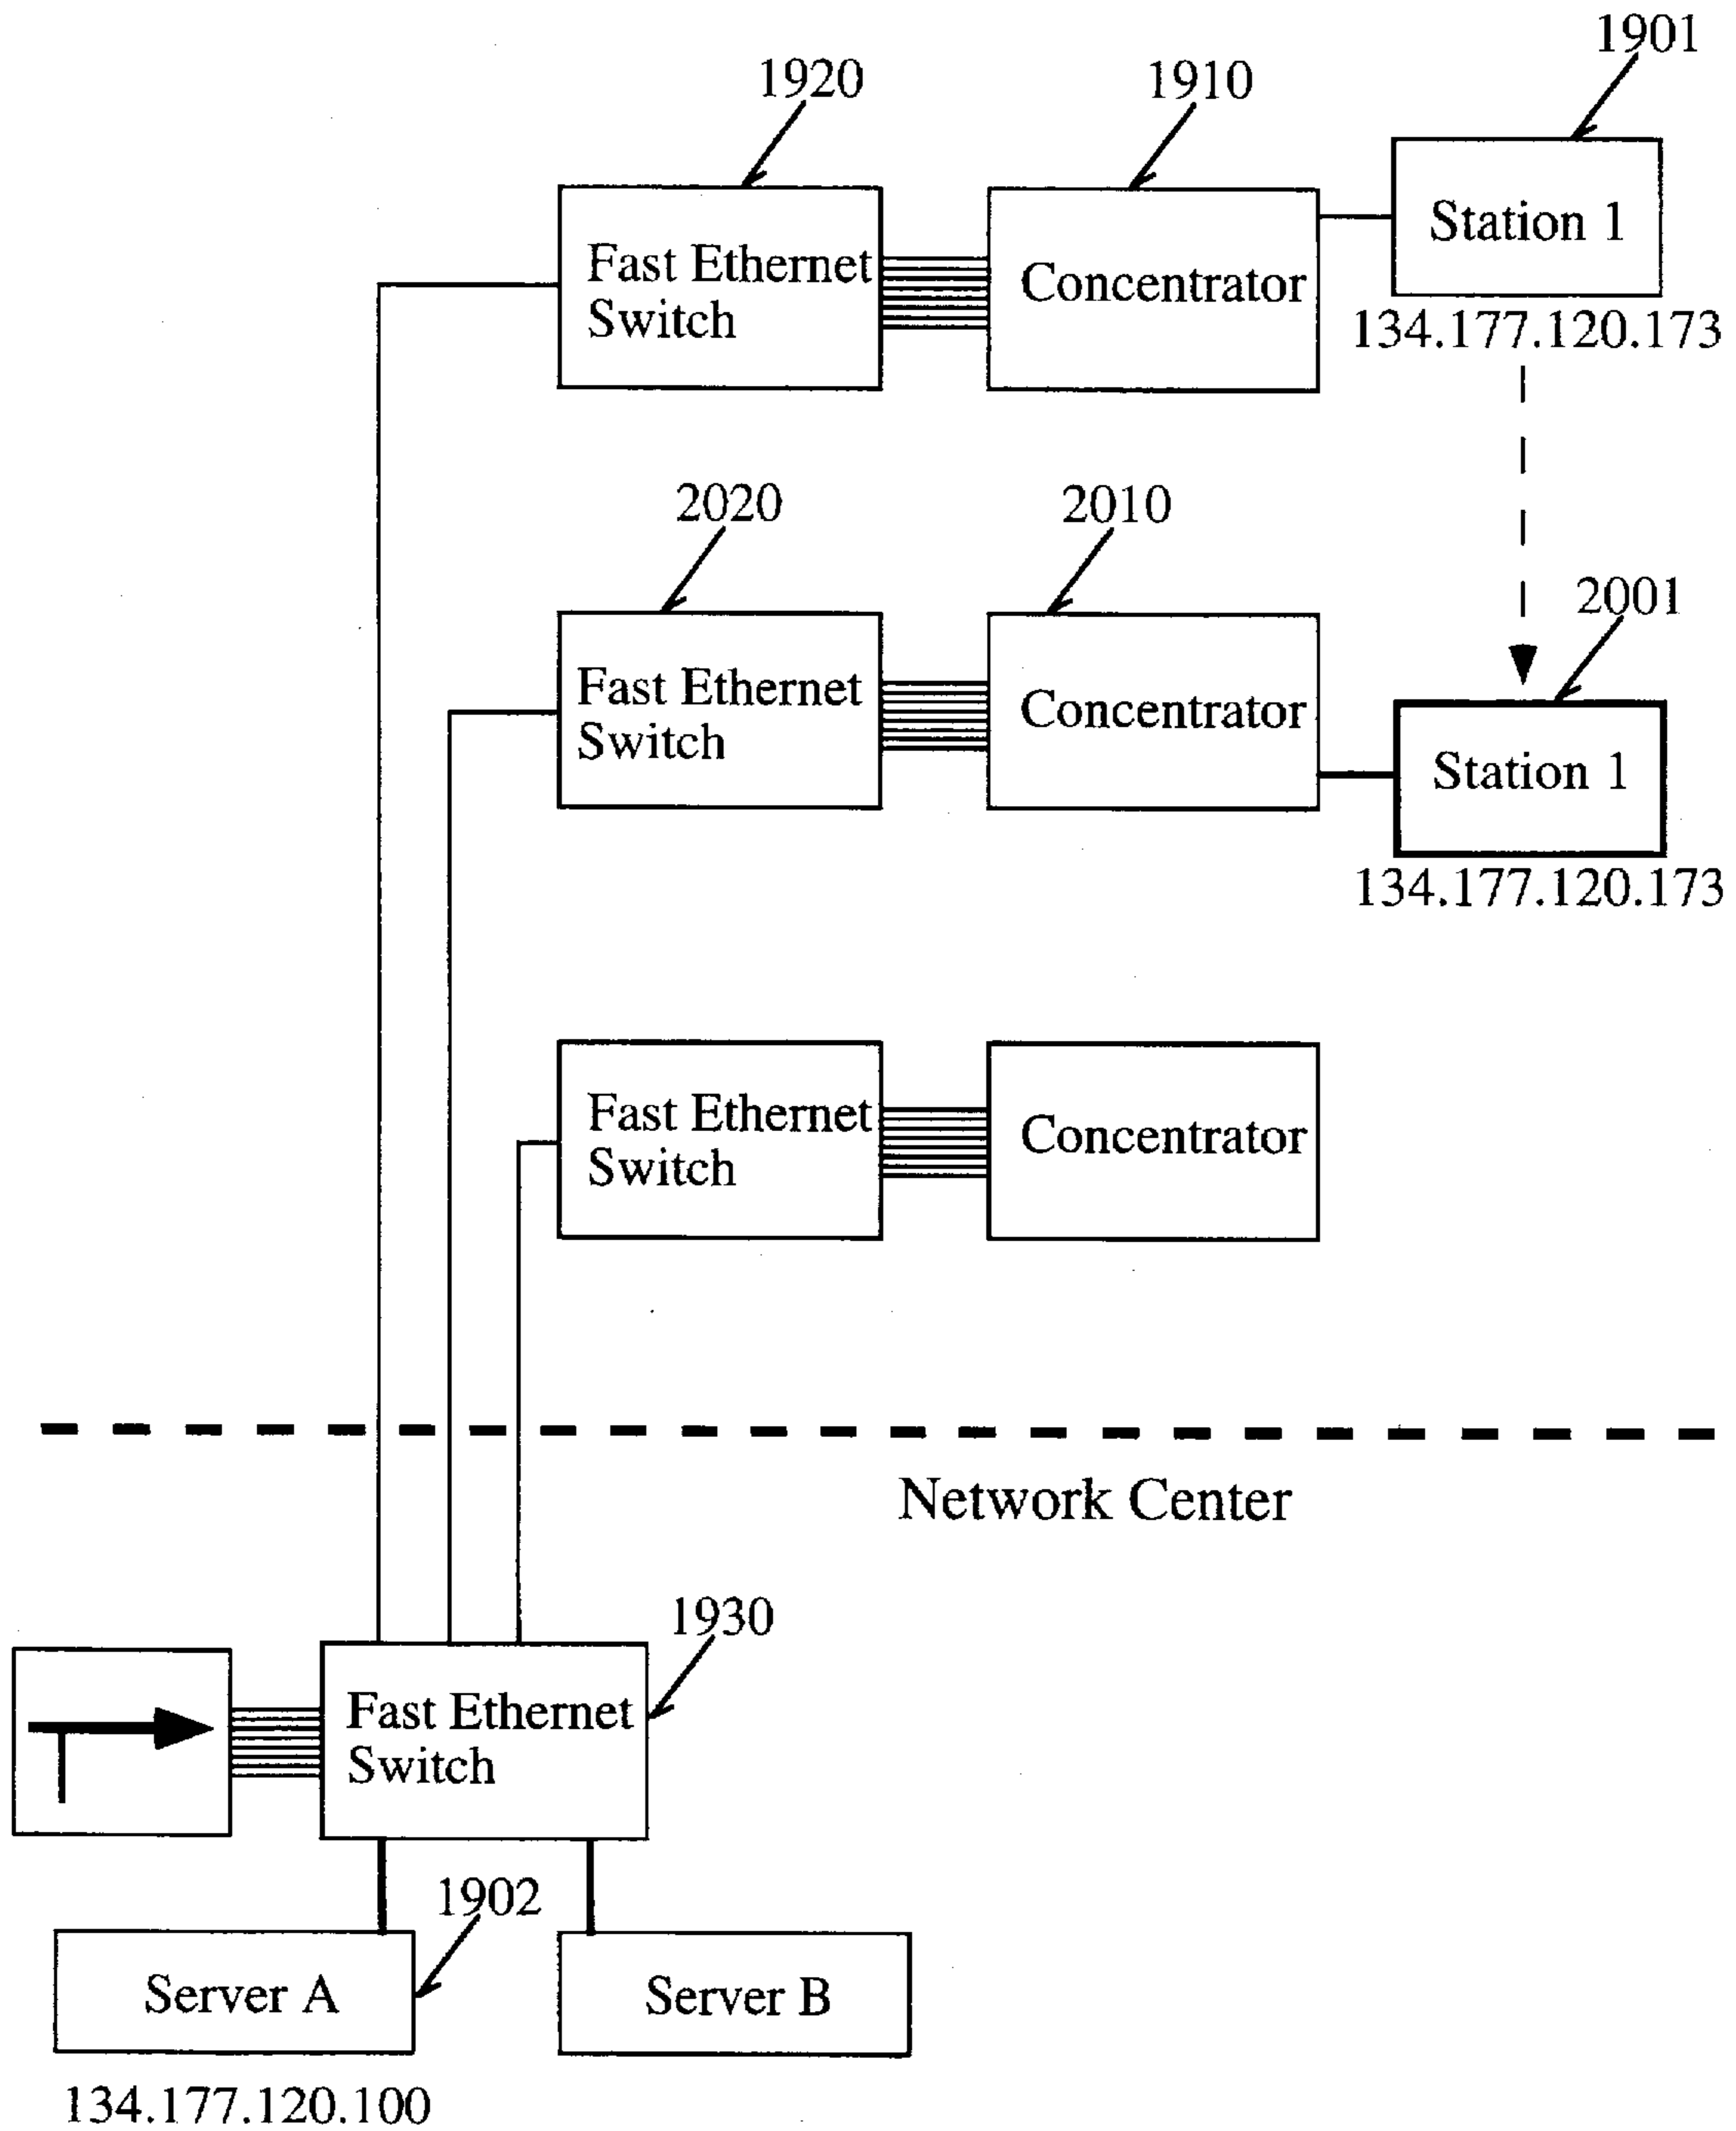 1901
1920
1910
Station 1
Fast Ethernet
Switch
Concentrator
134.177.120.173
2020
2010
2001
Fast Ethernet
Switch
Concentrator
Station 1
134.177.120.173
Fast Ethernet
Switch
Concentrator
Network Center
1930
Fast Ethernet
Switch
1902
Server A
Server B
134.177.120.100